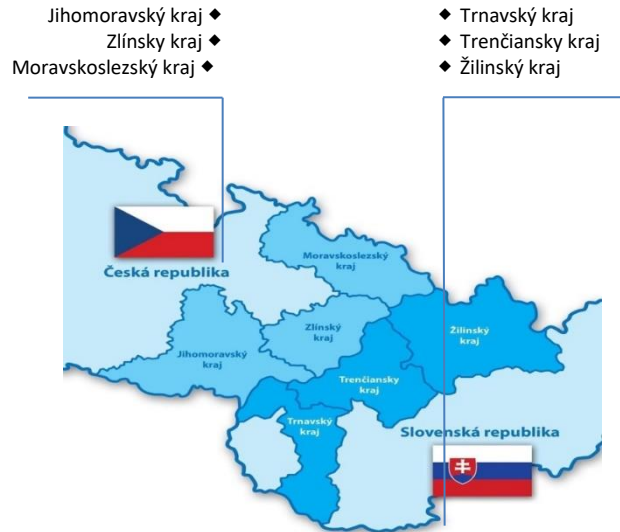 Jihomoravský kraj ◆
Zlínsky kraj ◆
Moravskoslezský kraj ◆
◆ Trnavský kraj
◆ Trenčiansky kraj
◆ Žilinský kraj
Moravskoslezský
kraj
Česká republika
Zlínský
kraj
Žilinský
kraj
Jihomoravský
kraj
Trenčiansky
kraj
Trnavský
kraj
Slovenská republika